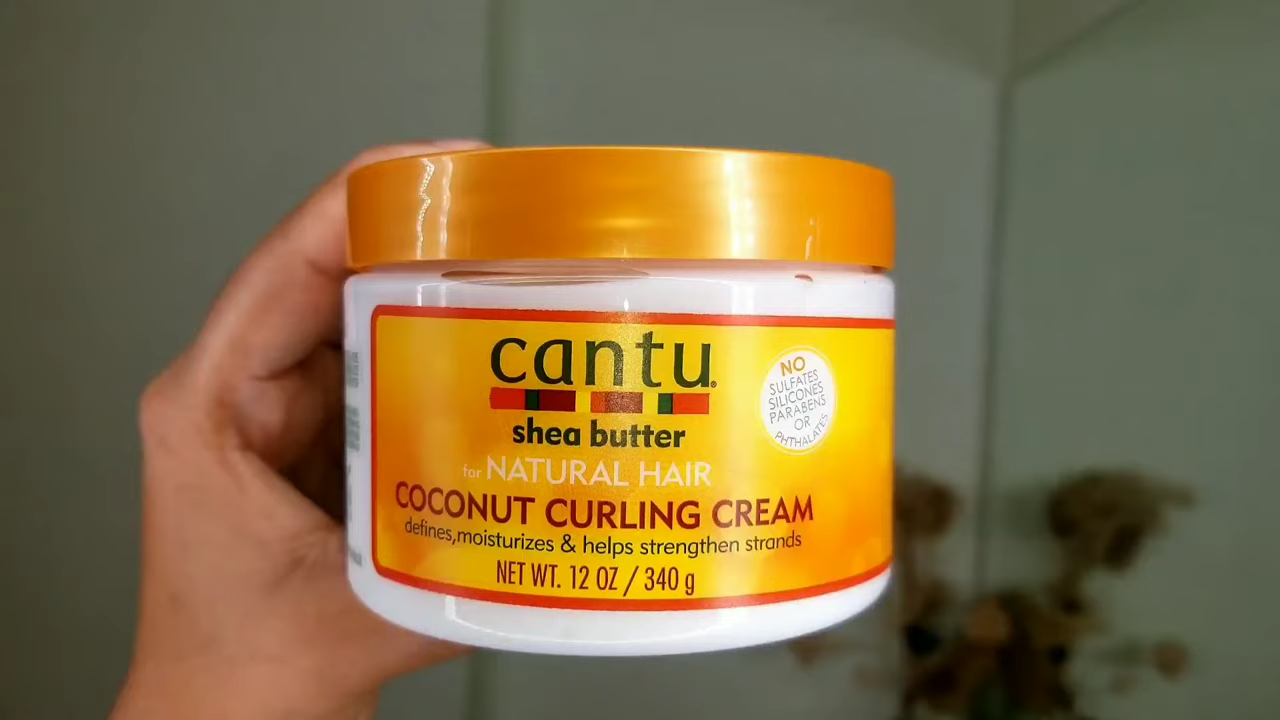 cantu
shea butter
for NATURAL HAIR
COCONUT CURLING CREAM
defines,moisturizes & helps strengthen strands
NET WT. 12 OZ / 340 g
NO
SULFATES
SILICONES
PARABENS
OR
PHTHALATES